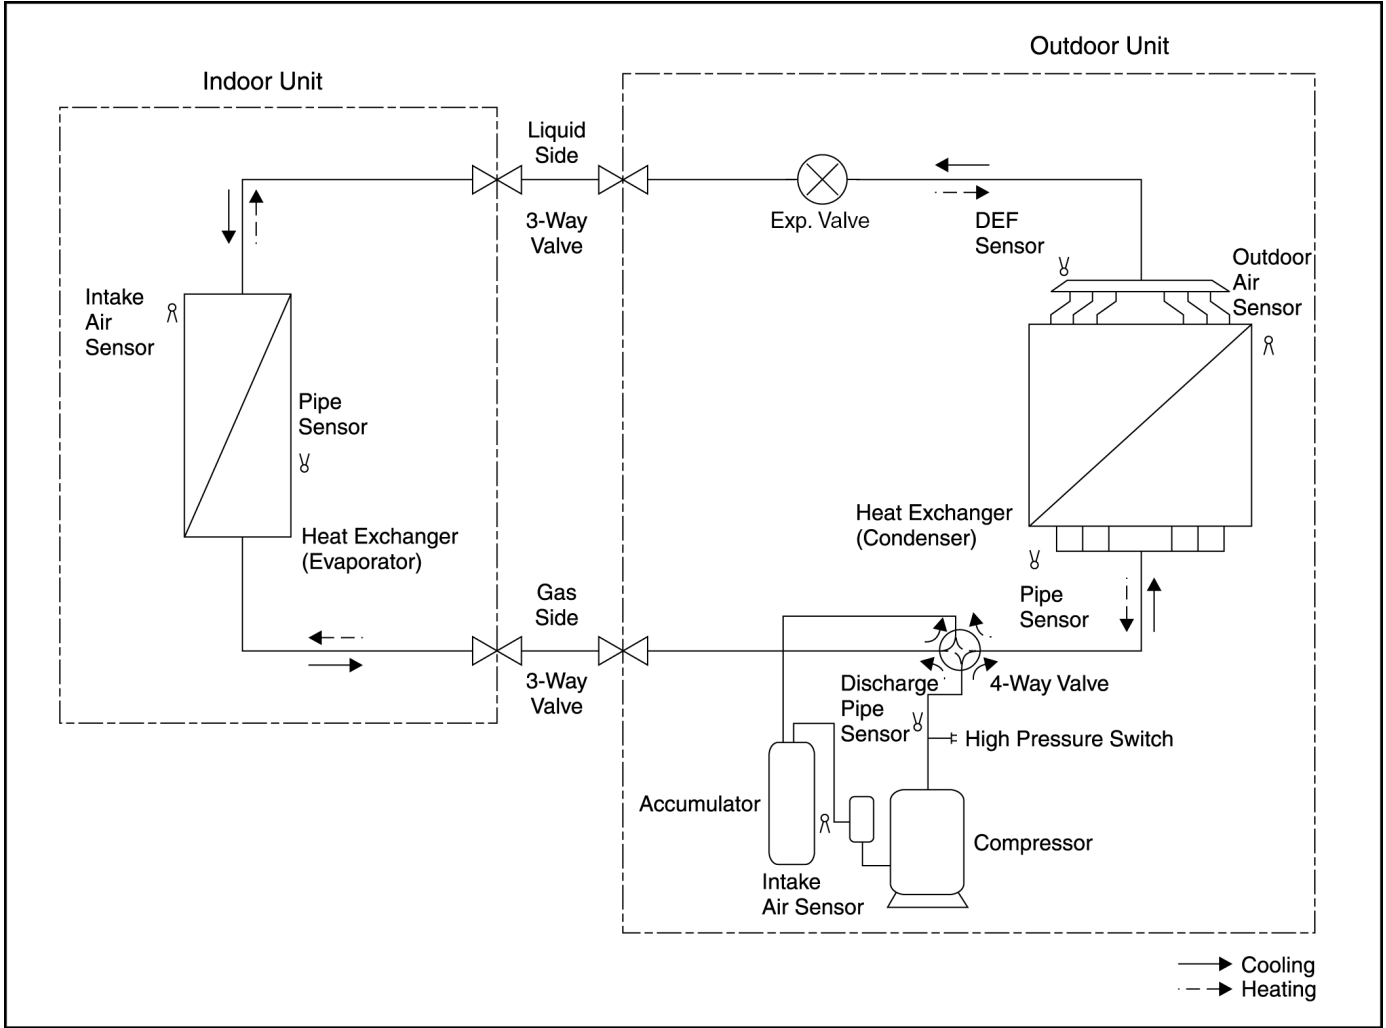 Outdoor Unit
Indoor Unit
Liquid
Side
3-Way
Valve
Exp. Valve
DEF
Sensor
Outdoor
Air
Sensor
Intake
Air
Sensor
Pipe
Sensor
Heat Exchanger
(Evaporator)
Heat Exchanger
(Condenser)
Pipe
Sensor
Gas
Side
3-Way
Valve
Discharge
Pipe
Sensor
4-Way Valve
High Pressure Switch
Accumulator
Compressor
Intake
Air Sensor
Cooling
Heating